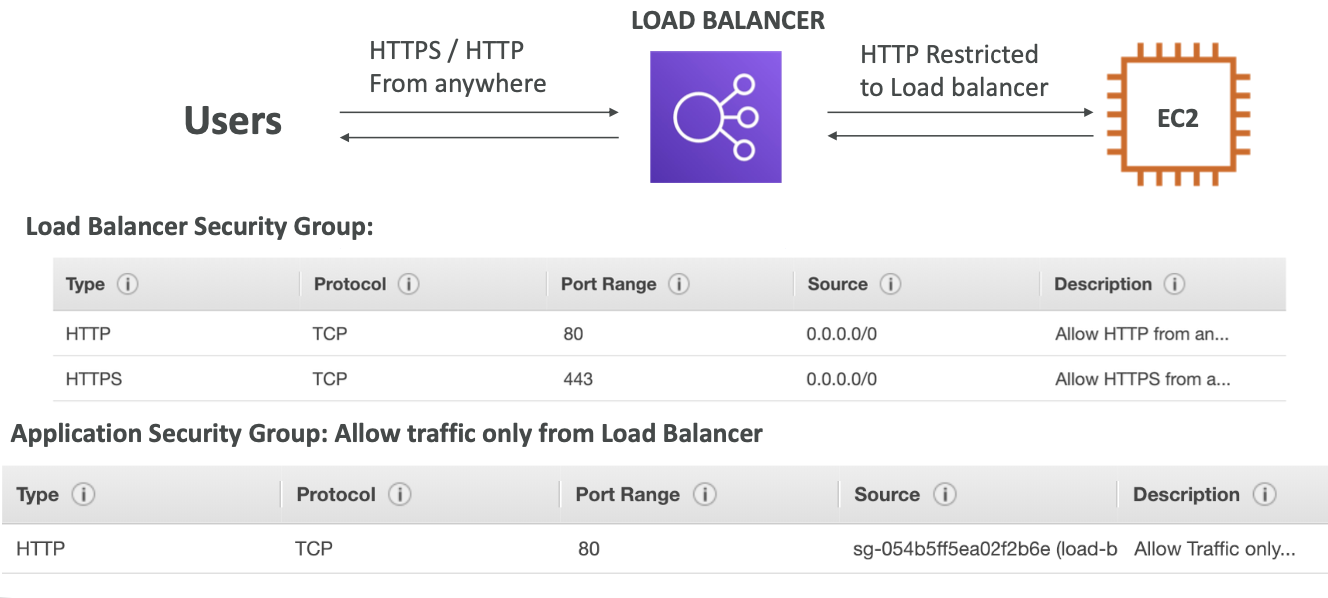 LOAD BALANCER
HTTPS / HTTP
From anywhere
HTTP Restricted
to Load balancer
Users
EC2
Load Balancer Security Group:
Type i Protocol i Port Range i Source i Description i
HTTP TCP 80 0.0.0.0/0 Allow HTTP from an...
HTTPS TCP 443 0.0.0.0/0 Allow HTTPS from a...
Application Security Group: Allow traffic only from Load Balancer
Type i Protocol i Port Range i Source i Description i
HTTP TCP 80 sg-054b5ff5ea02f2b6e (load-b Allow Traffic only...